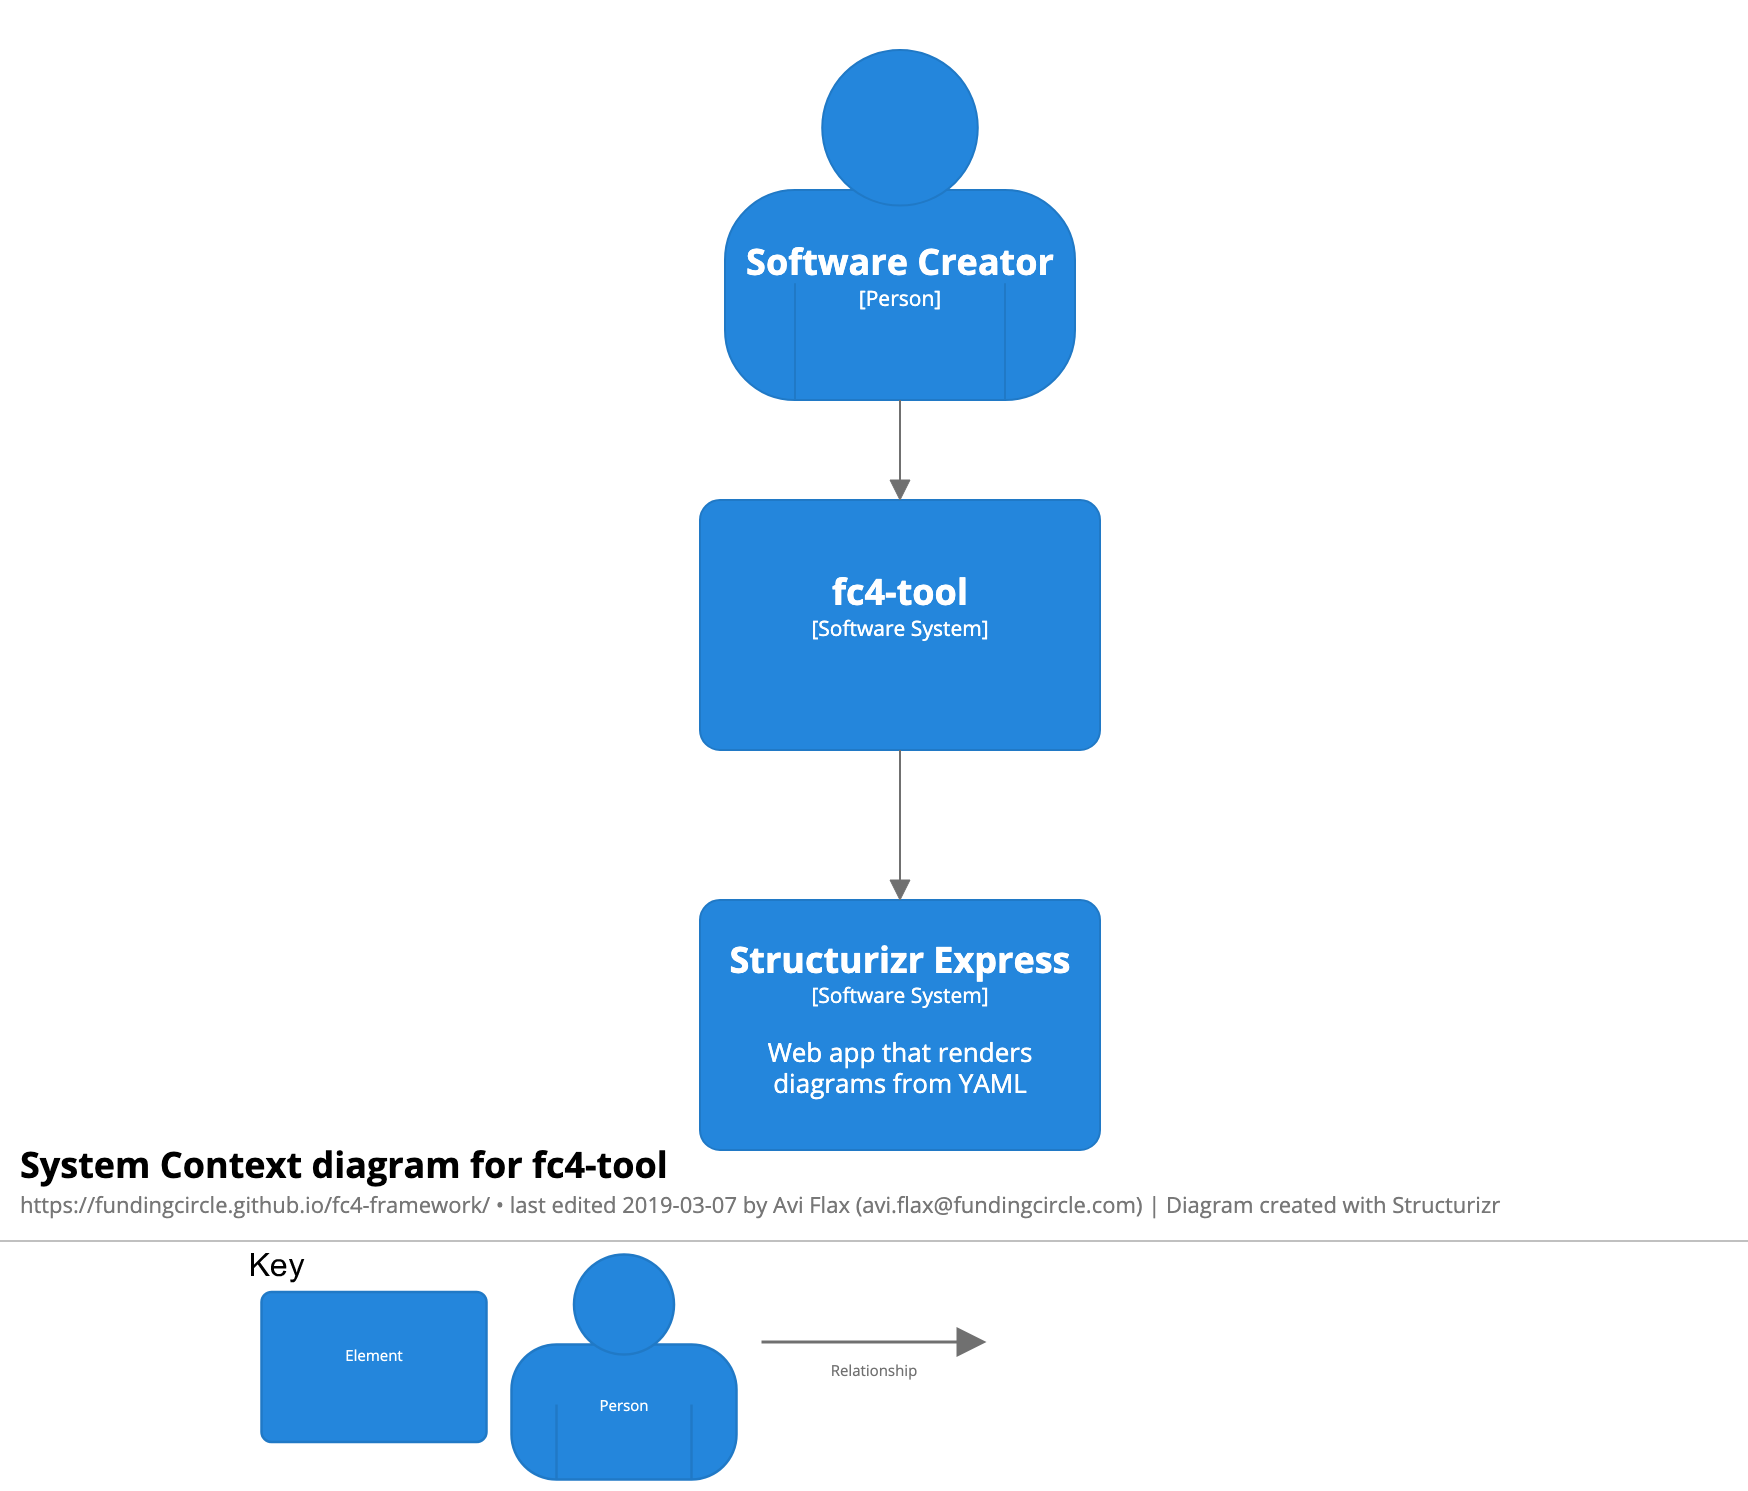 Software Creator
[Person]
fc4-tool
[Software System]
Structurizr Express
[Software System]
Web app that renders
diagrams from YAML
System Context diagram for fc4-tool
https://fundingcircle.github.io/fc4-framework/ • last edited 2019-03-07 by Avi Flax (avi.flax@fundingcircle.com) | Diagram created with Structurizr
Key
Element
Person
Relationship